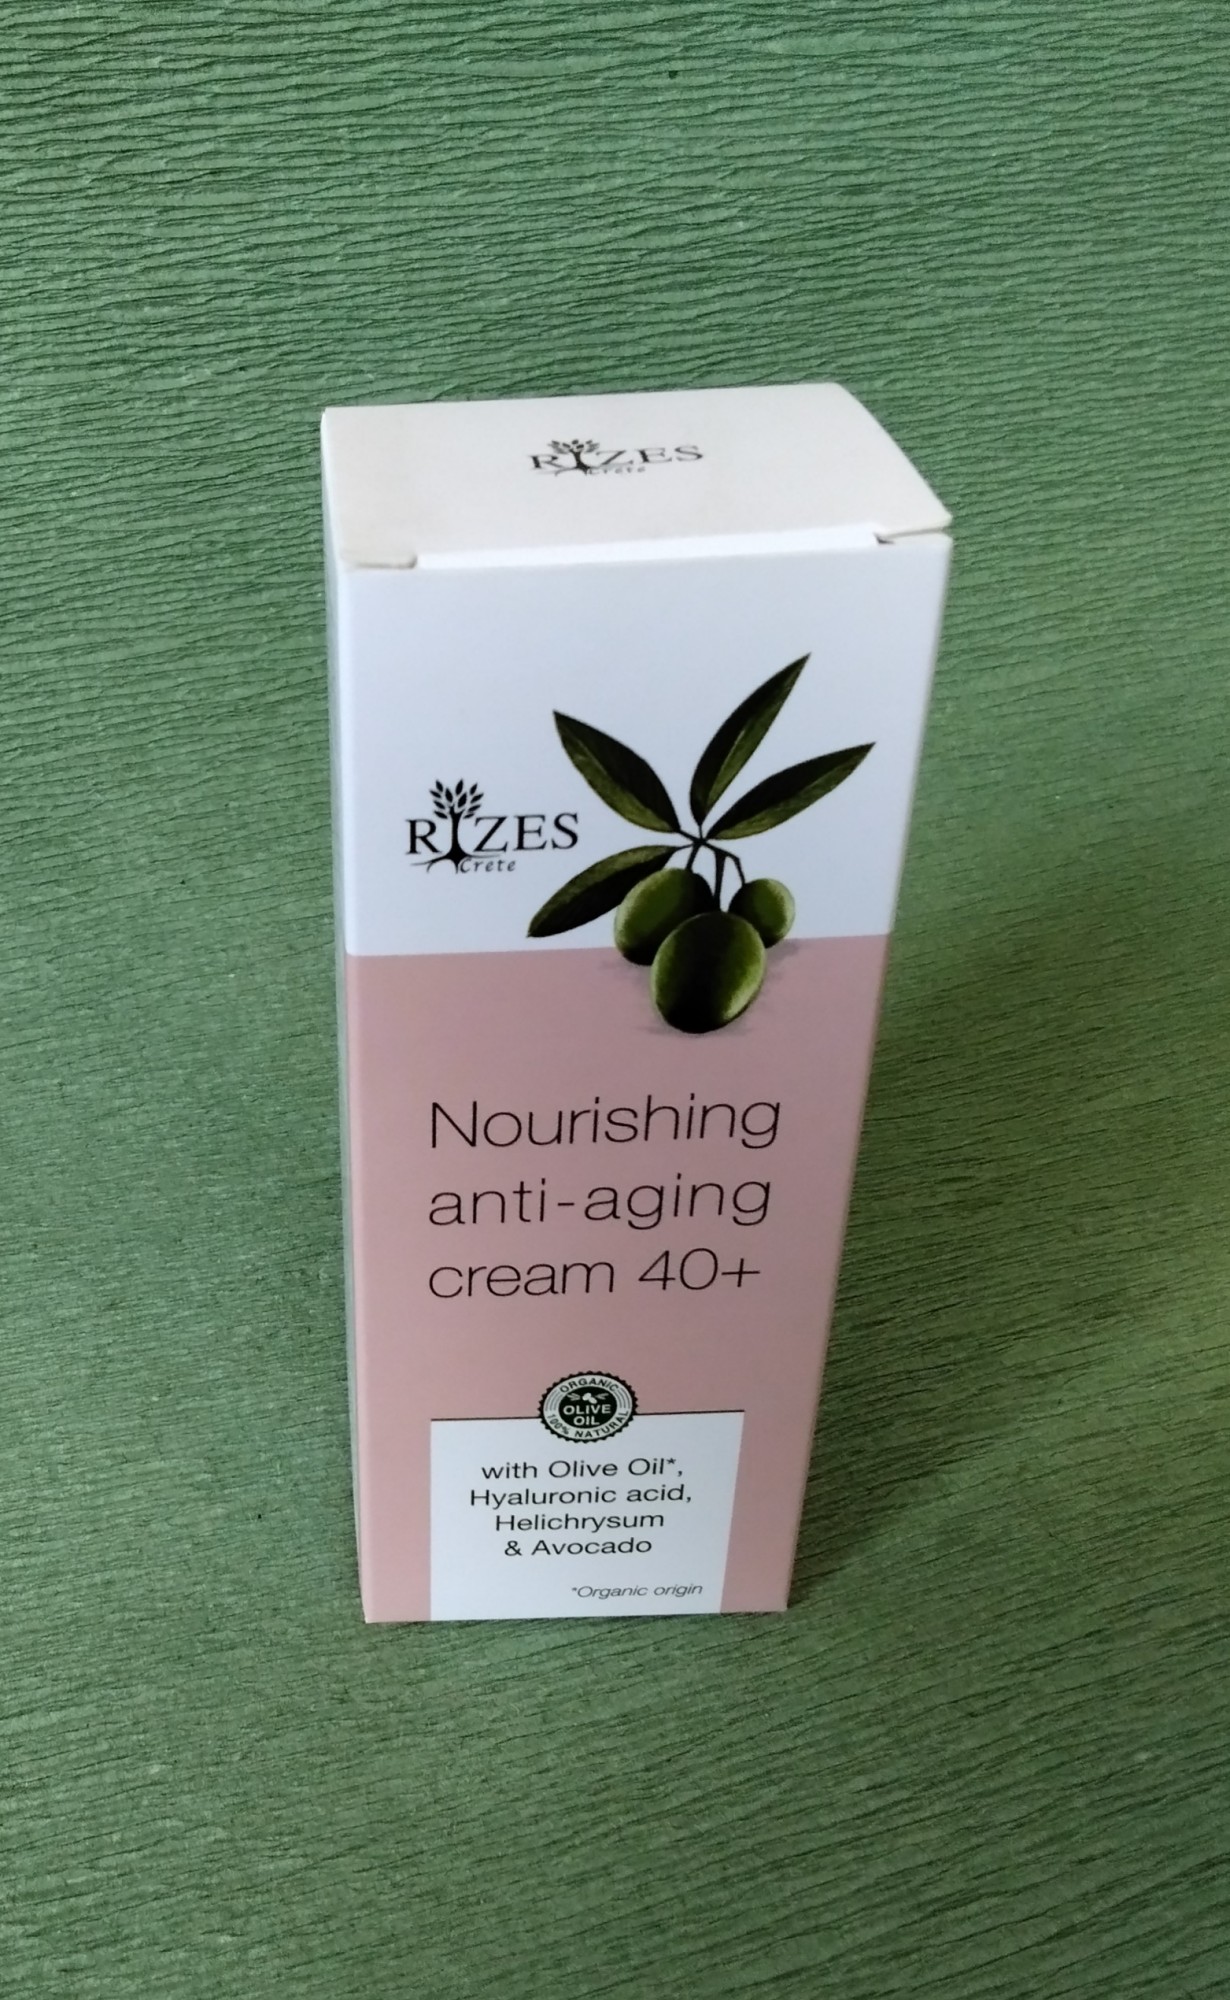 RIZES
Crete
RIZES
Crete
Nourishing
anti-aging
cream 40+
ORGANIC
OLIVE
OIL
100% NATURAL
with Olive Oil*,
Hyaluronic acid,
Helichrysum
& Avocado
*Organic origin